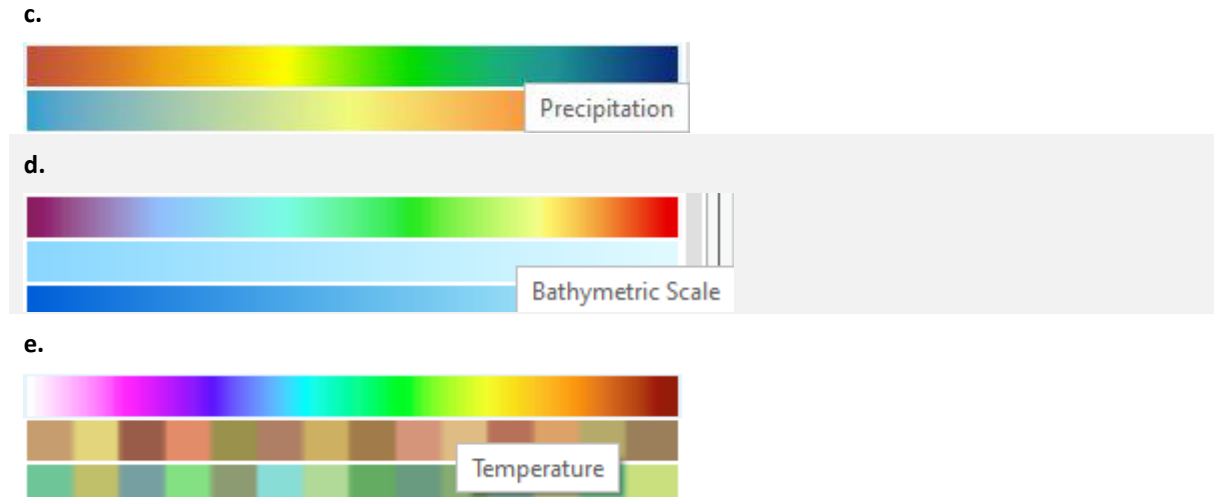 c.
Precipitation
d.
Bathymetric Scale
e.
Temperature